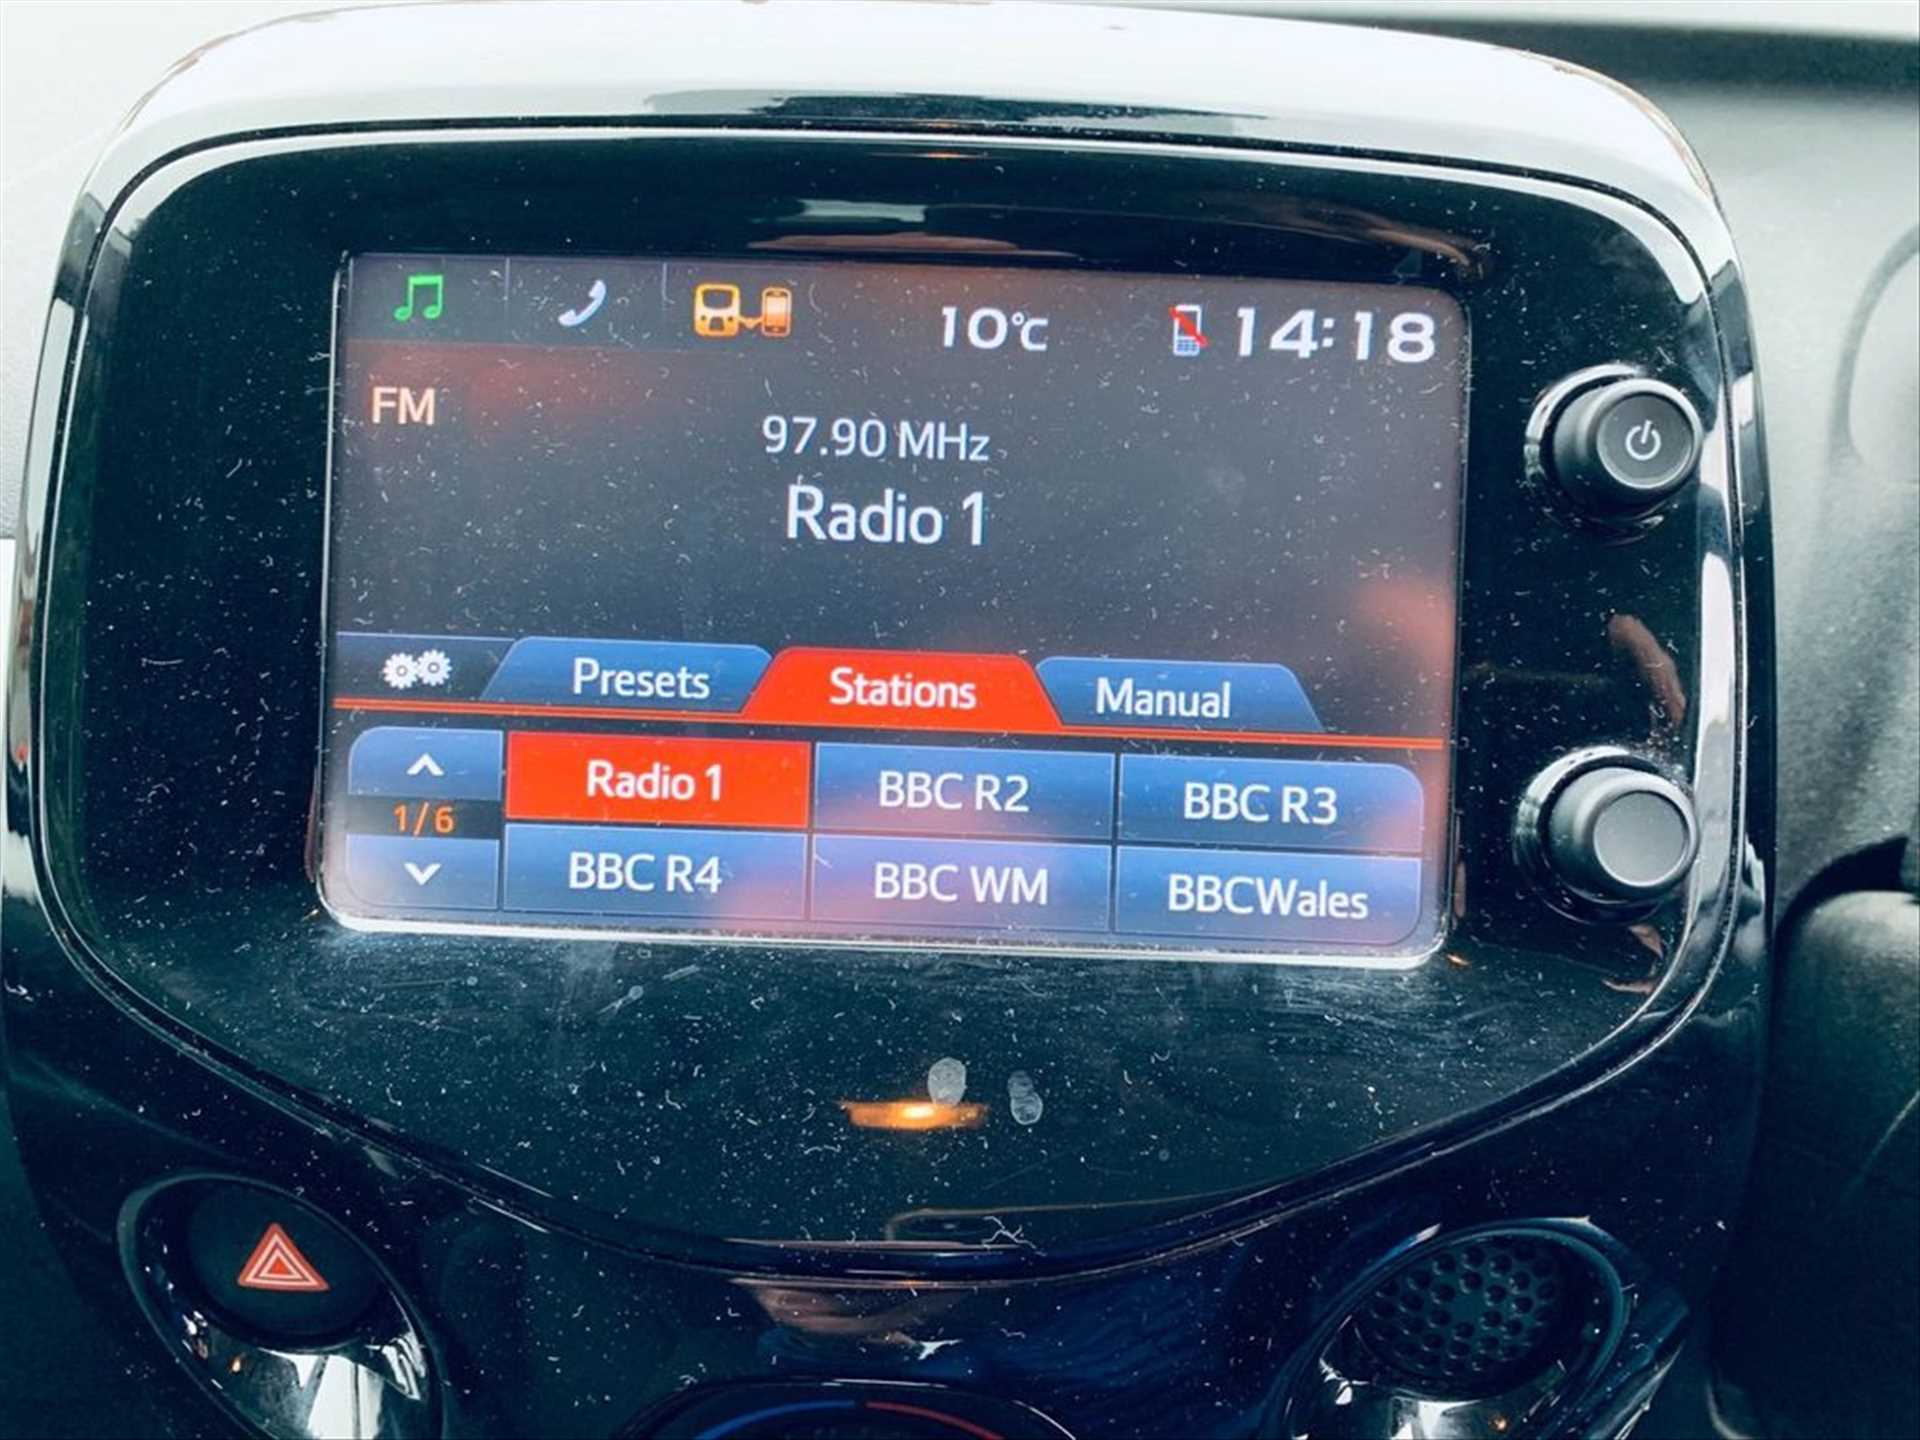 10°C 14:18
FM
97.90 MHz
Radio 1
Presets Stations Manual
Radio 1 BBC R2 BBC R3
1/6
BBC R4 BBC WM BBCWales